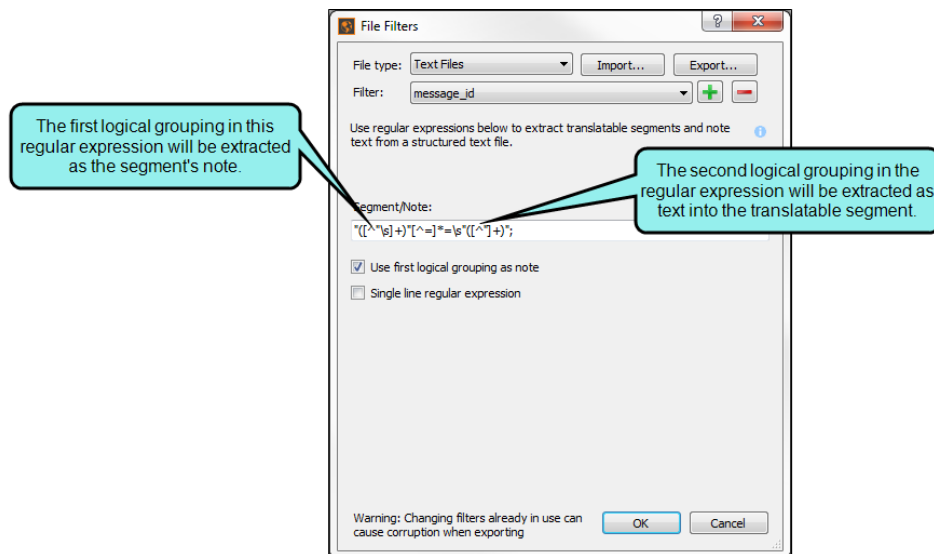 File Filters
File type: Text Files Import... Export...
Filter: message_id
Use regular expressions below to extract translatable segments and note
text from a structured text file.
The first logical grouping in this
regular expression will be extracted
as the segment's note.
The second logical grouping in the
regular expression will be extracted as
text into the translatable segment.
Segment/Note:
"([^"\s]+)"[^=]*=\s"([^"]+)";
Use first logical grouping as note
Single line regular expression
Warning: Changing filters already in use can
cause corruption when exporting
OK Cancel